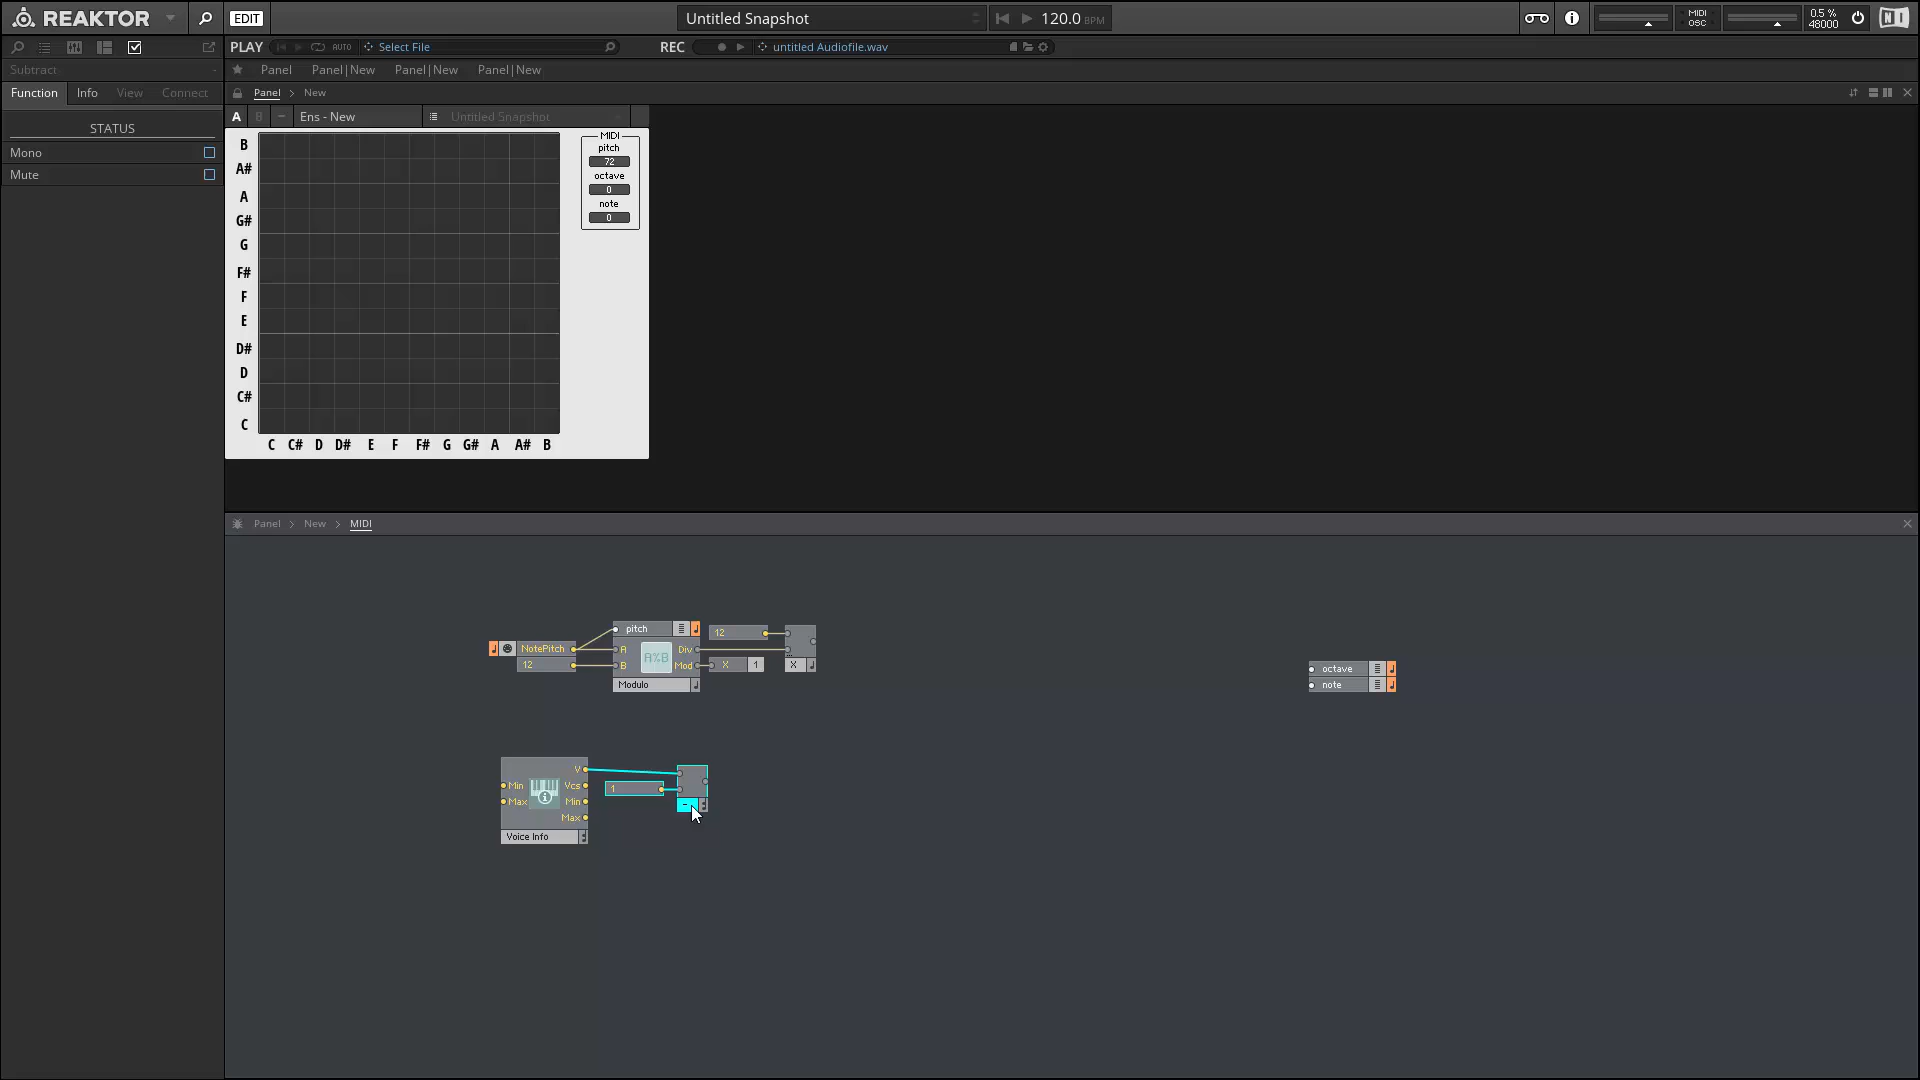 REAKTOR
EDIT
Untitled Snapshot
120.0 BPM
MIDI
OSC
0.5 %
48000
PLAY
AUTO
Select File
REC
untitled Audiofile.wav
Subtract
Panel
Panel|New
Panel|New
Panel|New
Function
Info
View
Connect
Panel > New
STATUS
Mono
Mute
A
B
Ens - New
Untitled Snapshot
B
A#
A
G#
G
F#
F
E
D#
D
C#
C
C C# D D# E F F# G G# A A# B
MIDI
pitch
72
octave
0
note
0
Panel > New > MIDI
NotePitch
12
pitch
A
B
A%B
Div
Mod
Modulo
12
X
1
X
octave
note
V
Min
Vcs
Max
Min
Max
Voice Info
1
-